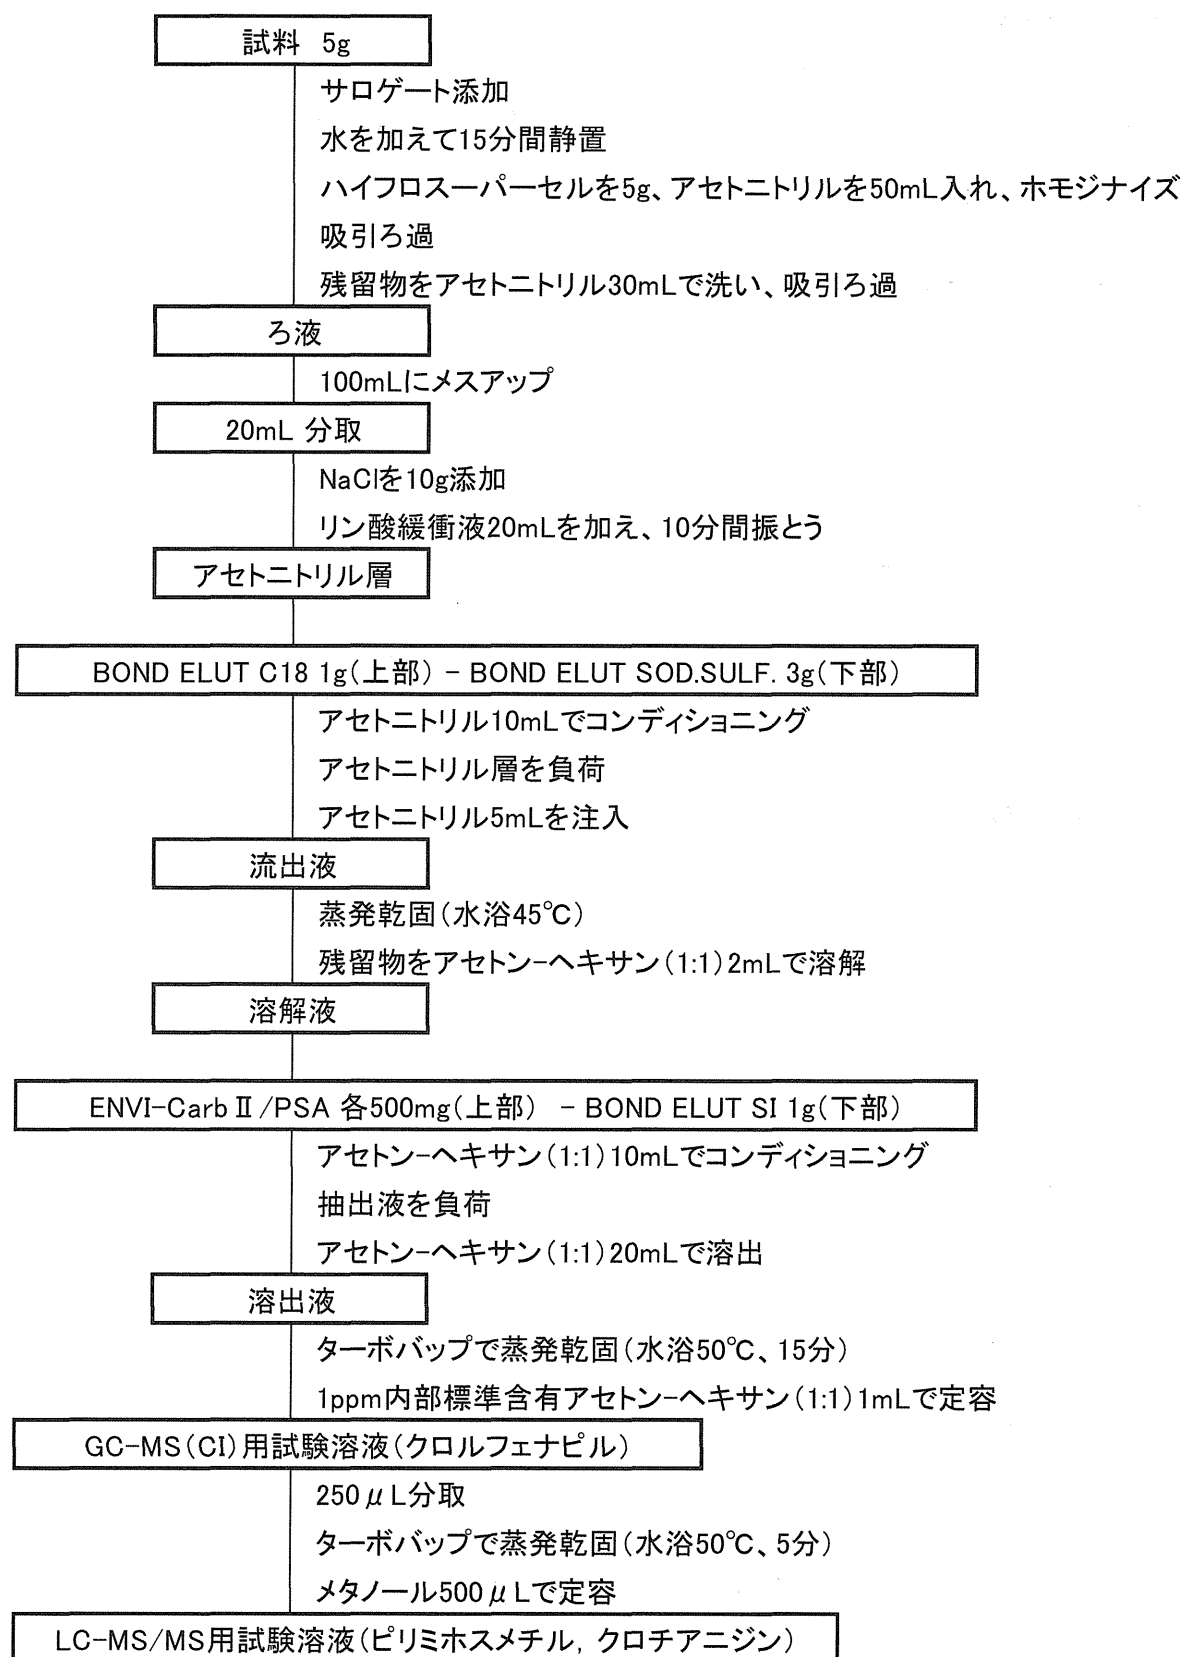 試料 5g
サロゲート添加
水を加えて15分間静置
ハイフロスーパーセルを5g、アセトニトリルを50mL入れ、ホモジナイズ
吸引ろ過
残留物をアセトニトリル30mLで洗い、吸引ろ過
ろ液
100mLにメスアップ
20mL 分取
NaClを10g添加
リン酸緩衝液20mLを加え、10分間振とう
アセトニトリル層
BOND ELUT C18 1g(上部) - BOND ELUT SOD.SULF. 3g(下部)
アセトニトリル10mLでコンディショニング
アセトニトリル層を負荷
アセトニトリル5mLを注入
流出液
蒸発乾固(水浴45℃)
残留物をアセトン-ヘキサン(1:1)2mLで溶解
溶解液
ENVI-CarbⅡ/PSA 各500mg(上部) - BOND ELUT SI 1g(下部)
アセトン-ヘキサン(1:1)10mLでコンディショニング
抽出液を負荷
アセトン-ヘキサン(1:1)20mLで溶出
溶出液
ターボバップで蒸発乾固(水浴50℃、15分)
1ppm内部標準含有アセトン-ヘキサン(1:1)1mLで定容
GC-MS(CI)用試験溶液(クロルフェナピル)
250μL分取
ターボバップで蒸発乾固(水浴50℃、5分)
メタノール500μLで定容
LC-MS/MS用試験溶液(ピリミホスメチル, クロチアニジン)